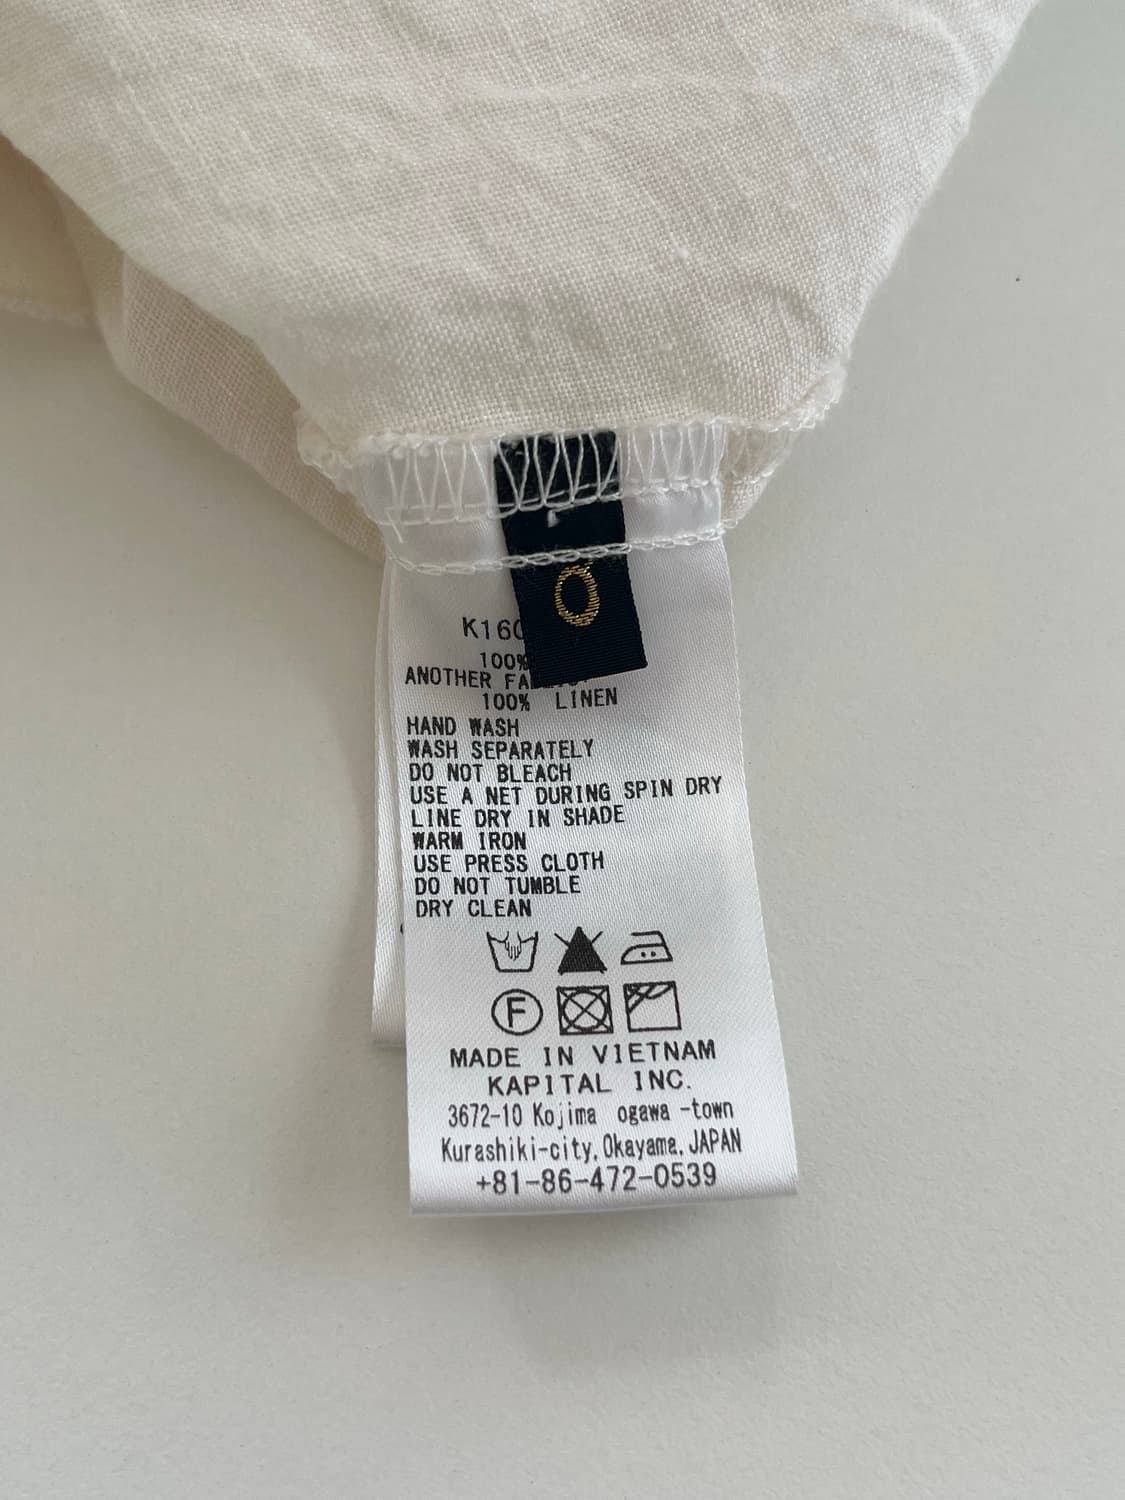 0
K160
100%
ANOTHER
100% LINEN
HAND WASH
WASH SEPARATELY
DO NOT BLEACH
USE A NET DURING SPIN DRY
LINE DRY IN SHADE
WARM IRON
USE PRESS CLOTH
DO NOT TUMBLE
DRY CLEAN
F
MADE IN VIETNAM
KAPITAL INC.
3672-10 Kojima ogawa -town
Kurashiki-city, Okayama, JAPAN
+81-86-472-0539